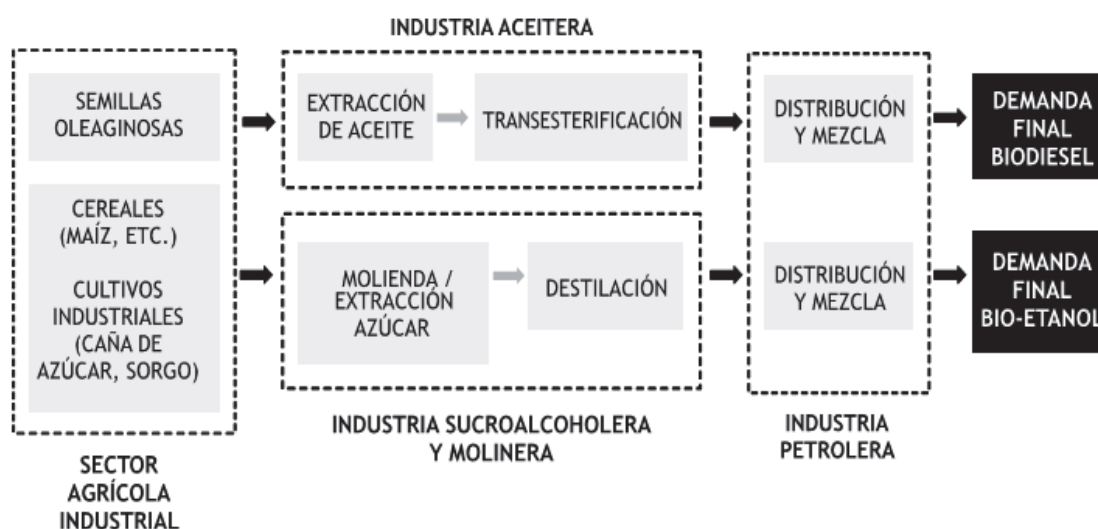 INDUSTRIA ACEITERA
SEMILLAS
OLEAGINOSAS
EXTRACCIÓN
DE ACEITE
TRANSESTERIFICACIÓN
DISTRIBUCIÓN
Y MEZCLA
DEMANDA
FINAL
BIODIESEL
CEREALES
(MAÍZ, ETC.)
CULTIVOS
INDUSTRIALES
(CAÑA DE
AZÚCAR, SORGO)
MOLIENDA /
EXTRACCIÓN
AZÚCAR
DESTILACIÓN
DISTRIBUCIÓN
Y MEZCLA
DEMANDA
FINAL
BIO-ETANOL
SECTOR
AGRÍCOLA
INDUSTRIAL
INDUSTRIA SUCROALCOHOLERA
Y MOLINERA
INDUSTRIA
PETROLERA